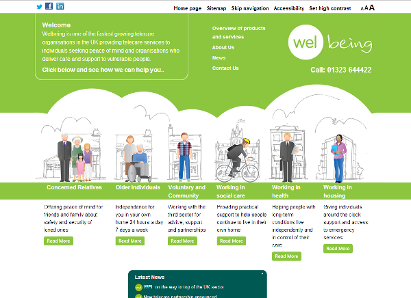 Home page Sitemap Skip navigation Accessibility Set high contrast A A A
Welcome
Wellbeing is one of the fastest growing telecare
organisations in the UK providing telecare services to
individuals seeking peace of mind and organisations who
deliver care and support to vulnerable people.
Click below and see how we can help you..
Overview of products
and services
About Us
News
Contact Us
wel being
Call: 01323 644422
Concerned Relatives
Offering peace of mind for
friends and family about
safety and security of
loved ones
Read More
Older Individuals
Independence for
you in your own
home 24 hours a day
7 days a week
Read More
Voluntary and
Community
Working with the
third sector for
advice, support
and partnerships
Read More
Working in
social care
Providing practical
support to help people
continue to live in their
own home
Read More
Working in
health
Helping people with
long term
conditions live
independently and
in control of their
care
Read More
Working in
housing
Giving individuals
around the clock
support and access
to emergency
services
Read More
Latest News
on the way to top of the UK sector
New telecare partnership announced